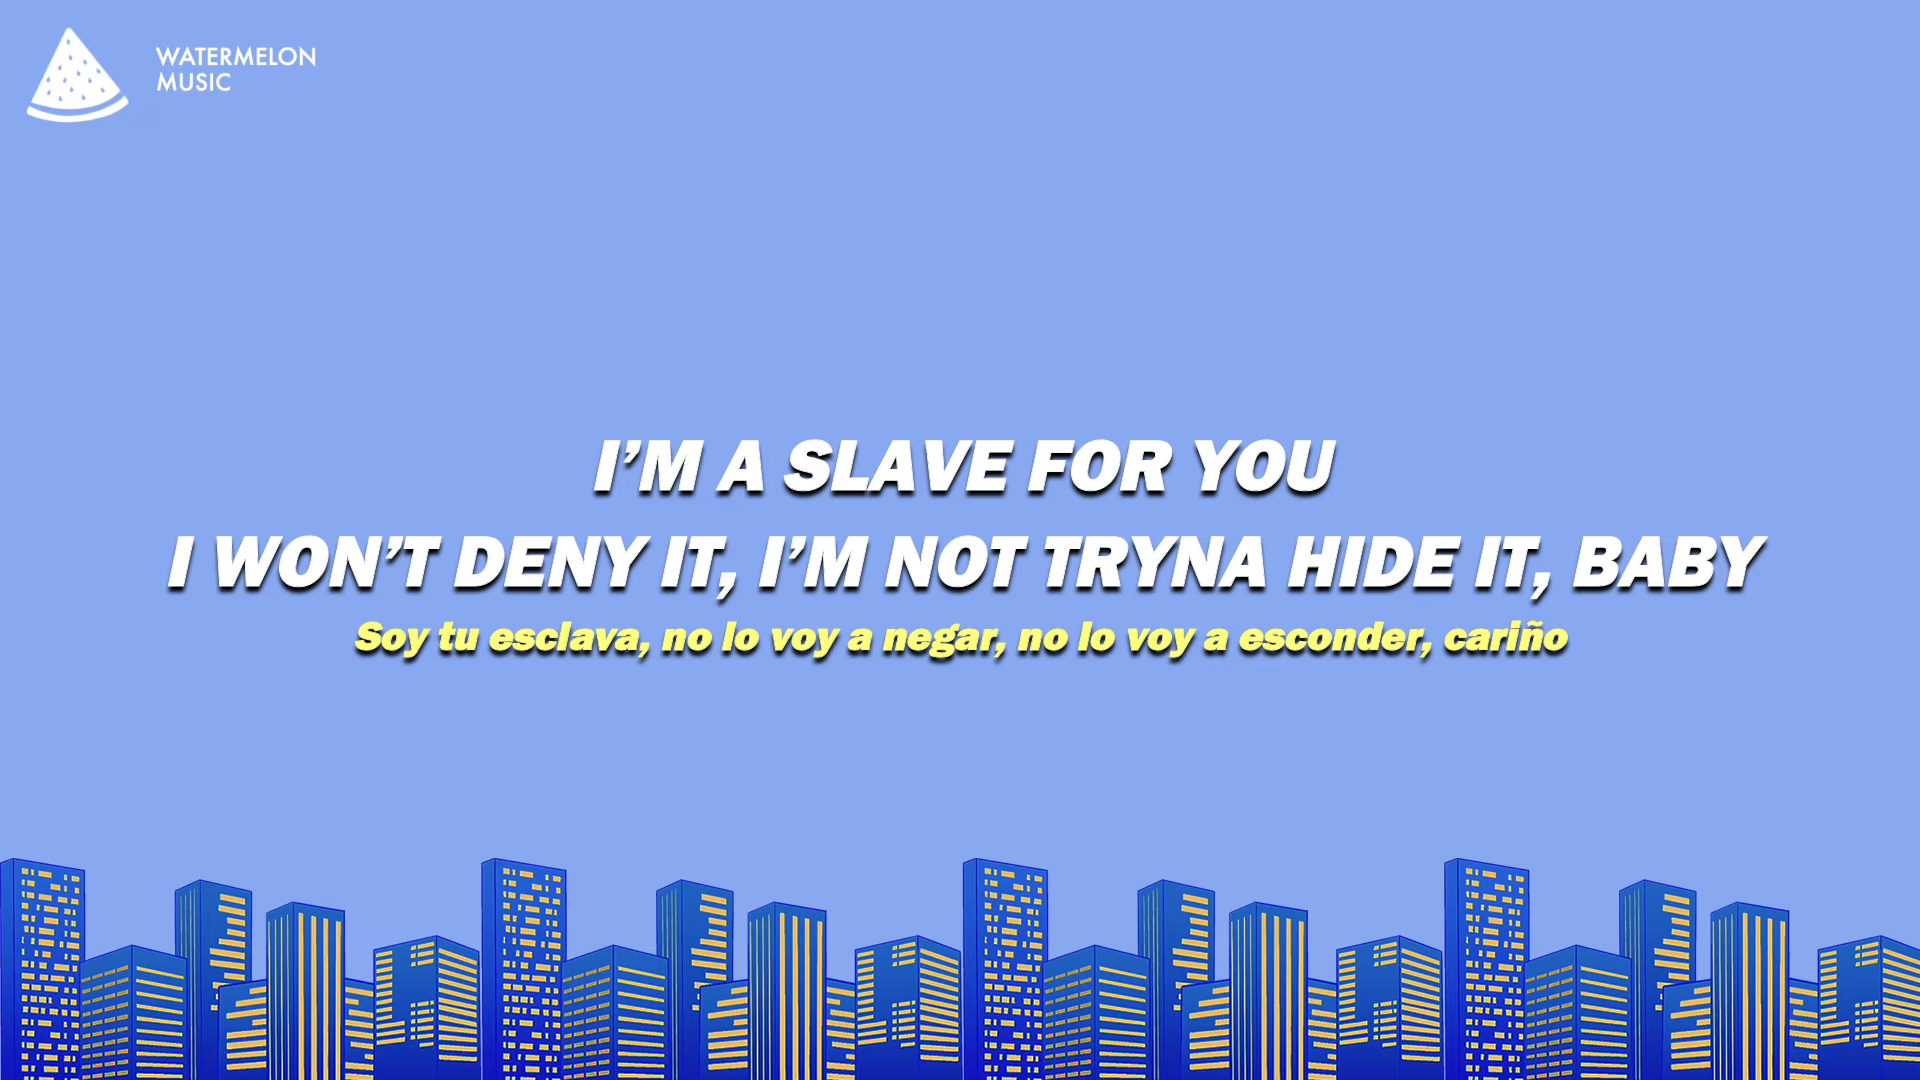 WATERMELON
MUSIC
I’M A SLAVE FOR YOU
I WON’T DENY IT, I’M NOT TRYNA HIDE IT, BABY
Soy tu esclava, no lo voy a negar, no lo voy a esconder, cariño